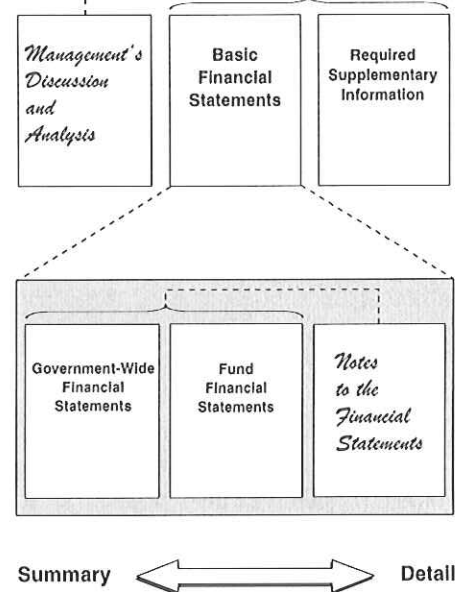 Management's
Discussion
and
Analysis
Basic
Financial
Statements
Required
Supplementary
Information
Government-Wide
Financial
Statements
Fund
Financial
Statements
Notes
to the
Financial
Statements
Summary
Detail